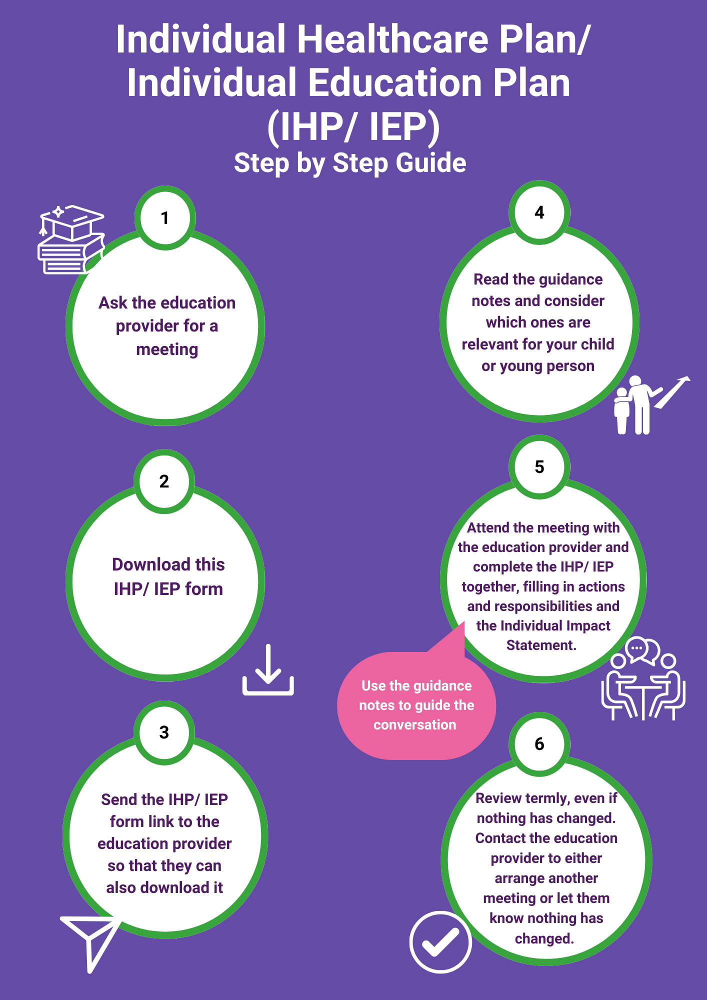 Individual Healthcare Plan/
Individual Education Plan
(IHP/ IEP)
Step by Step Guide
1
Ask the education
provider for a
meeting
2
Download this
IHP/ IEP form
3
Send the IHP/ IEP
form link to the
education provider
so that they can
also download it
4
Read the guidance
notes and consider
which ones are
relevant for your child
or young person
5
Attend the meeting with
the education provider and
complete the IHP/ IEP
together, filling in actions
and responsibilities and
the Individual Impact
Statement.
Use the guidance
notes to guide the
conversation
6
Review termly, even if
nothing has changed.
Contact the education
provider to either
arrange another
meeting or let them
know nothing has
changed.